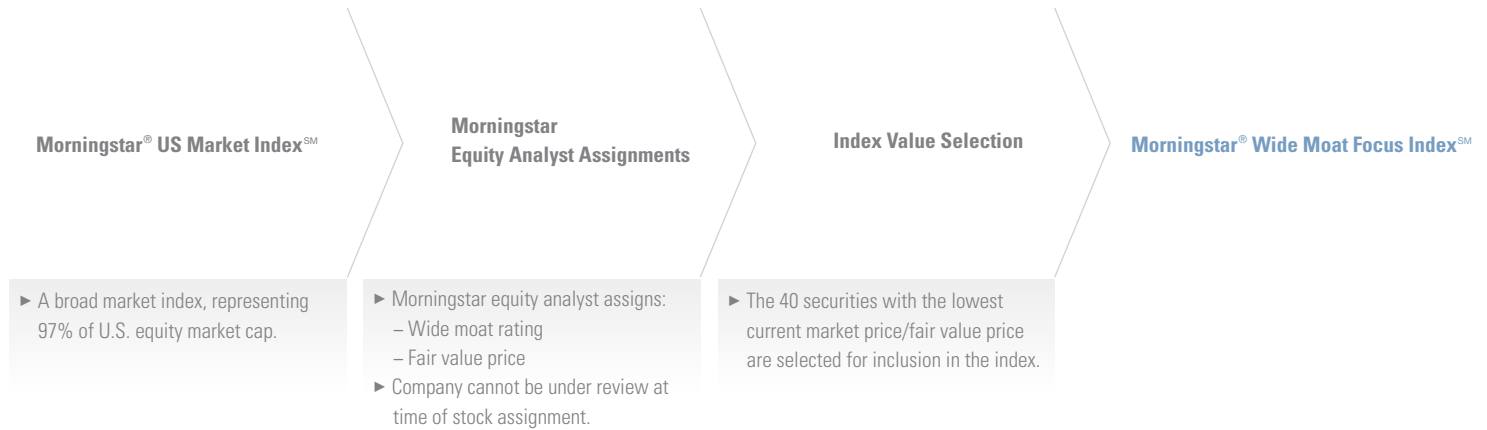 Morningstar® US Market Index℠
Morningstar
Equity Analyst Assignments
Index Value Selection
Morningstar® Wide Moat Focus Index℠
► A broad market index, representing
97% of U.S. equity market cap.
► Morningstar equity analyst assigns:
– Wide moat rating
– Fair value price
► Company cannot be under review at
time of stock assignment.
► The 40 securities with the lowest
current market price/fair value price
are selected for inclusion in the index.